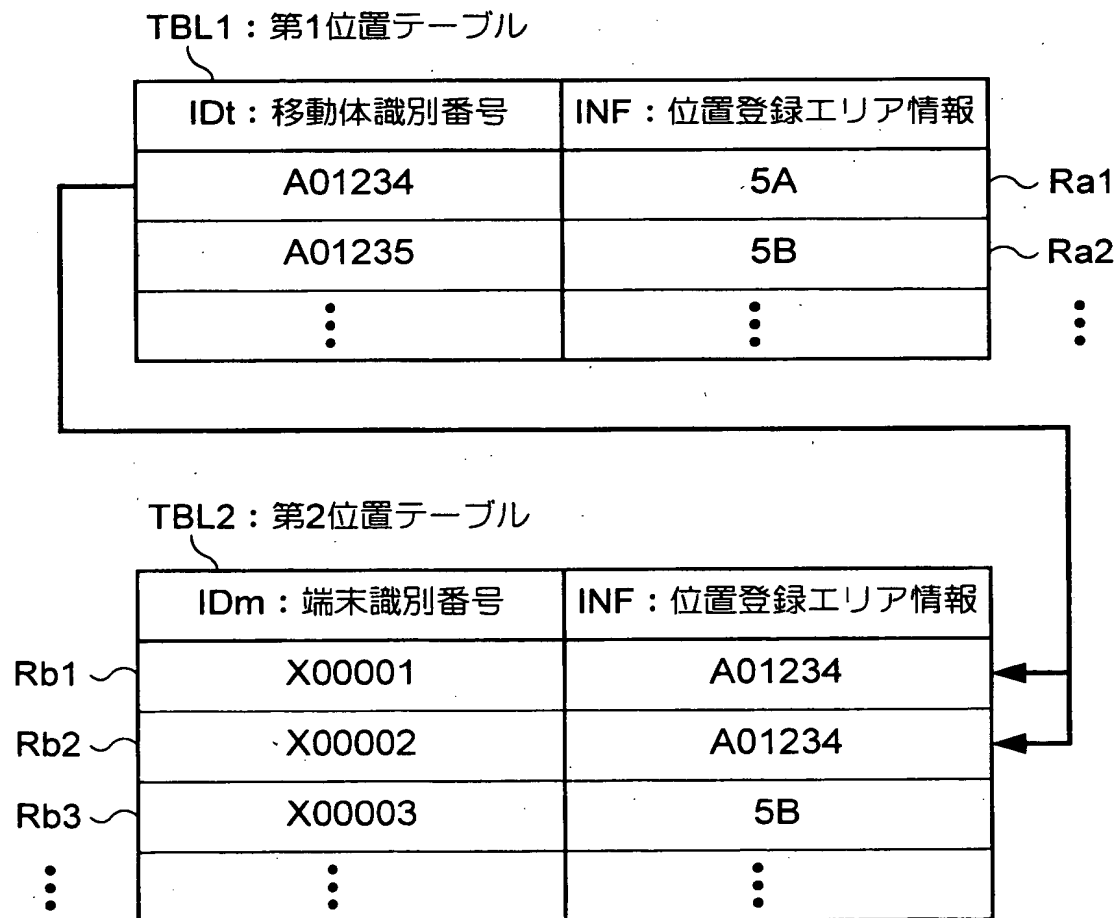 TBL1：第1位置テーブル
IDt：移動体識別番号 INF：位置登録エリア情報
A01234 5A Ra1
A01235 5B Ra2
TBL2：第2位置テーブル
IDm：端末識別番号 INF：位置登録エリア情報
Rb1 X00001 A01234
Rb2 X00002 A01234
Rb3 X00003 5B